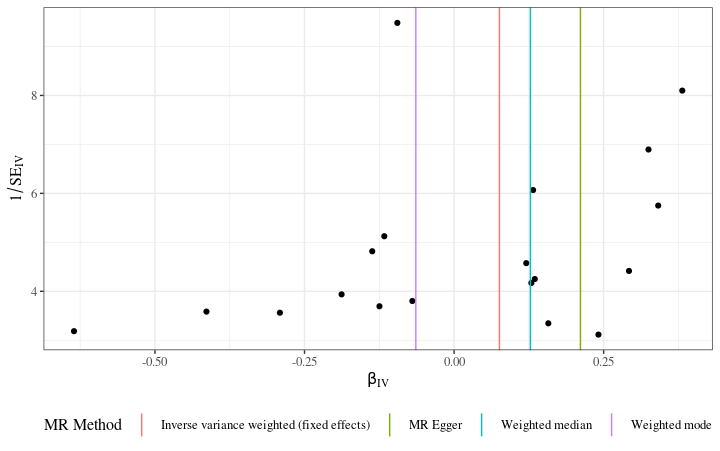 1/SE_IV
8
6
4
-0.50
-0.25
0.00
0.25
β_IV
MR Method
Inverse variance weighted (fixed effects)
MR Egger
Weighted median
Weighted mode